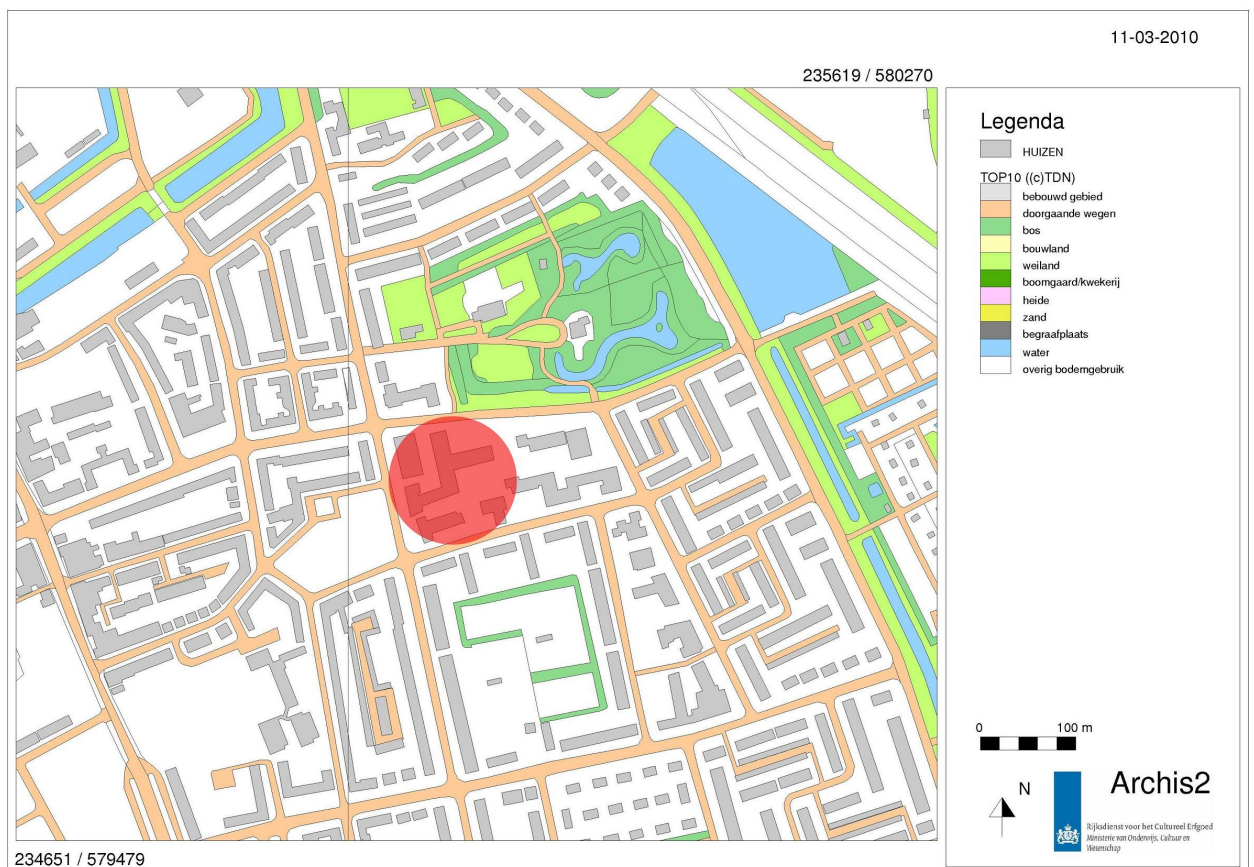 11-03-2010
235619 / 580270
Legenda
HUIZEN
TOP10 ((c)TDN)
bebouwd gebied
doorgaande wegen
bos
bouwland
weiland
boomgaard/kwekerij
heide
zand
begraafplaats
water
overig bodemgebruik
0 100 m
N
Archis2
Rijksdienst voor het Cultureel Erfgoed
Ministerie van Onderwijs, Cultuur en
Wetenschap
234651 / 579479